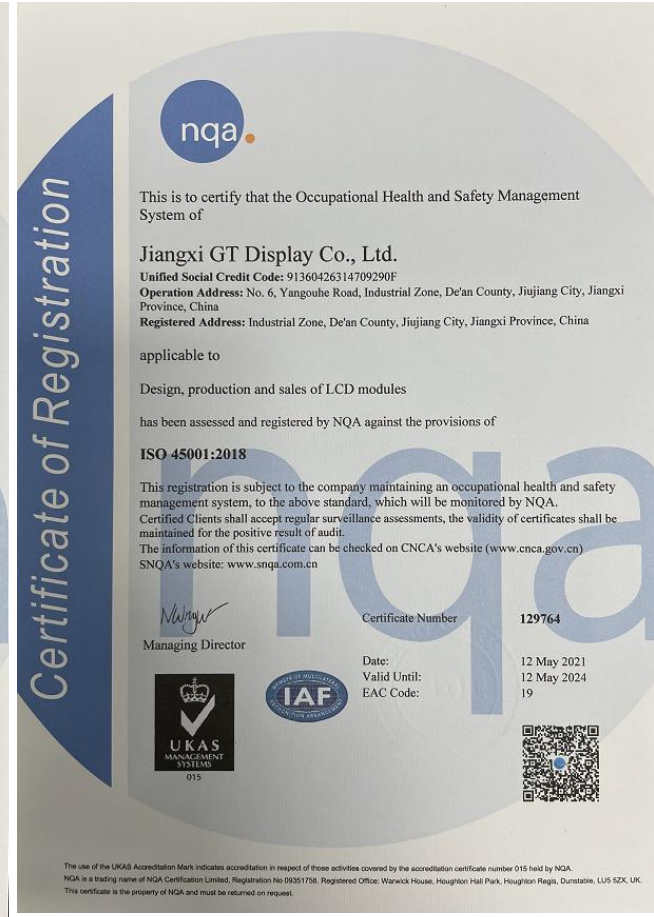 nqa.
Certificate of Registration
This is to certify that the Occupational Health and Safety Management
System of
Jiangxi GT Display Co., Ltd.
Unified Social Credit Code: 91360426314709290F
Operation Address: No. 6, Yangouhe Road, Industrial Zone, De'an County, Jiujiang City, Jiangxi
Province, China
Registered Address: Industrial Zone, De'an County, Jiujiang City, Jiangxi Province, China
applicable to
Design, production and sales of LCD modules
has been assessed and registered by NQA against the provisions of
ISO 45001:2018
This registration is subject to the company maintaining an occupational health and safety
management system, to the above standard, which will be monitored by NQA.
Certified Clients shall accept regular surveillance assessments, the validity of certificates shall be
maintained for the positive result of audit.
The information of this certificate can be checked on CNCA's website (www.cnca.gov.cn)
SNQA's website: www.snqa.com.cn
nqa
Managing Director
Certificate Number 129764
Date: 12 May 2021
Valid Until: 12 May 2024
EAC Code: 19
UKAS
MANAGEMENT
SYSTEMS
015
MEMBER OF MULTILATERAL
IAF
RECOGNITION ARRANGEMENT
The use of the UKAS Accreditation Mark indicates accreditation in respect of those activities covered by the accreditation certificate number 015 held by NQA.
NQA is a trading name of NQA Certification Limited, Registration No 09351758. Registered Office: Warwick House, Houghton Hall Park, Houghton Regis, Dunstable, LU5 5ZX, UK.
This certificate is the property of NQA and must be returned on request.